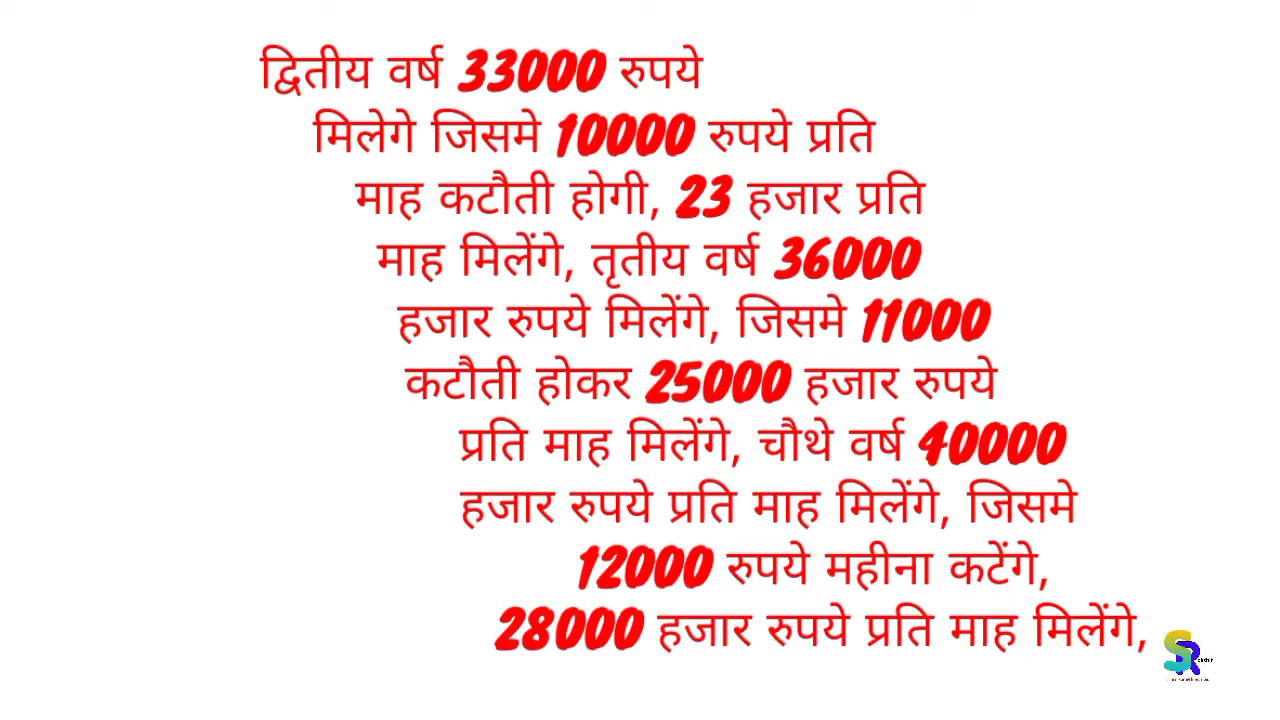 द्वितीय वर्ष 33000 रुपये
मिलेगे जिसमे 10000 रुपये प्रति
माह कटौती होगी, 23 हजार प्रति
माह मिलेंगे, तृतीय वर्ष 36000
हजार रुपये मिलेंगे, जिसमे 11000
कटौती होकर 25000 हजार रुपये
प्रति माह मिलेंगे, चौथे वर्ष 40000
हजार रुपये प्रति माह मिलेंगे, जिसमे
12000 रुपये महीना कटेंगे,
28000 हजार रुपये प्रति माह मिलेंगे,
SR